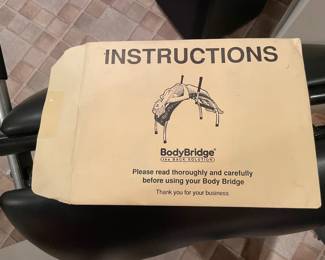 INSTRUCTIONS
BodyBridge®
the BACK SOLUTION
Please read thoroughly and carefully
before using your Body Bridge
Thank you for your business